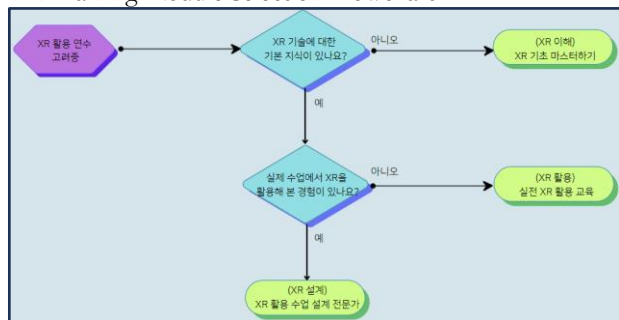 XR 활용 연수
고려중
XR 기술에 대한
기본 지식이 있나요?
아니오
(XR 이해)
XR 기초 마스터하기
예
실제 수업에서 XR을
활용해 본 경험이 있나요?
아니오
(XR 활용)
실전 XR 활용 교육
예
(XR 설계)
XR 활용 수업 설계 전문가